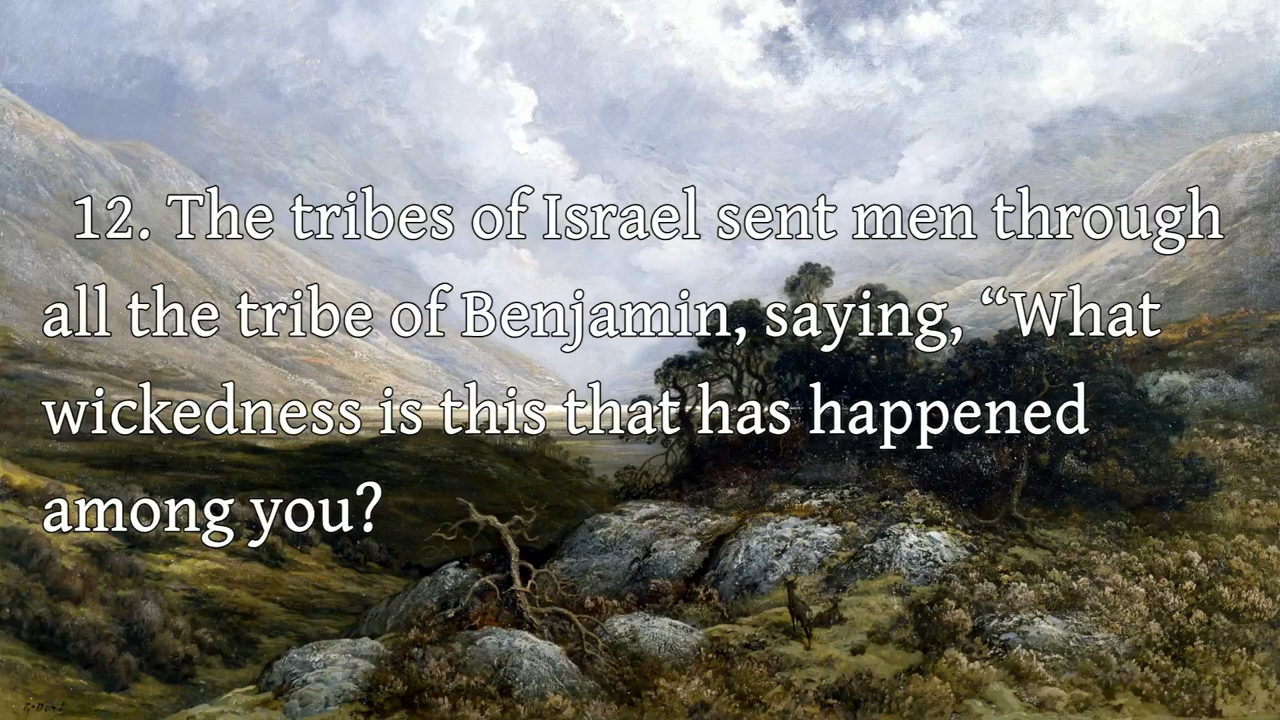 12. The tribes of Israel sent men through
all the tribe of Benjamin, saying, “What
wickedness is this that has happened
among you?